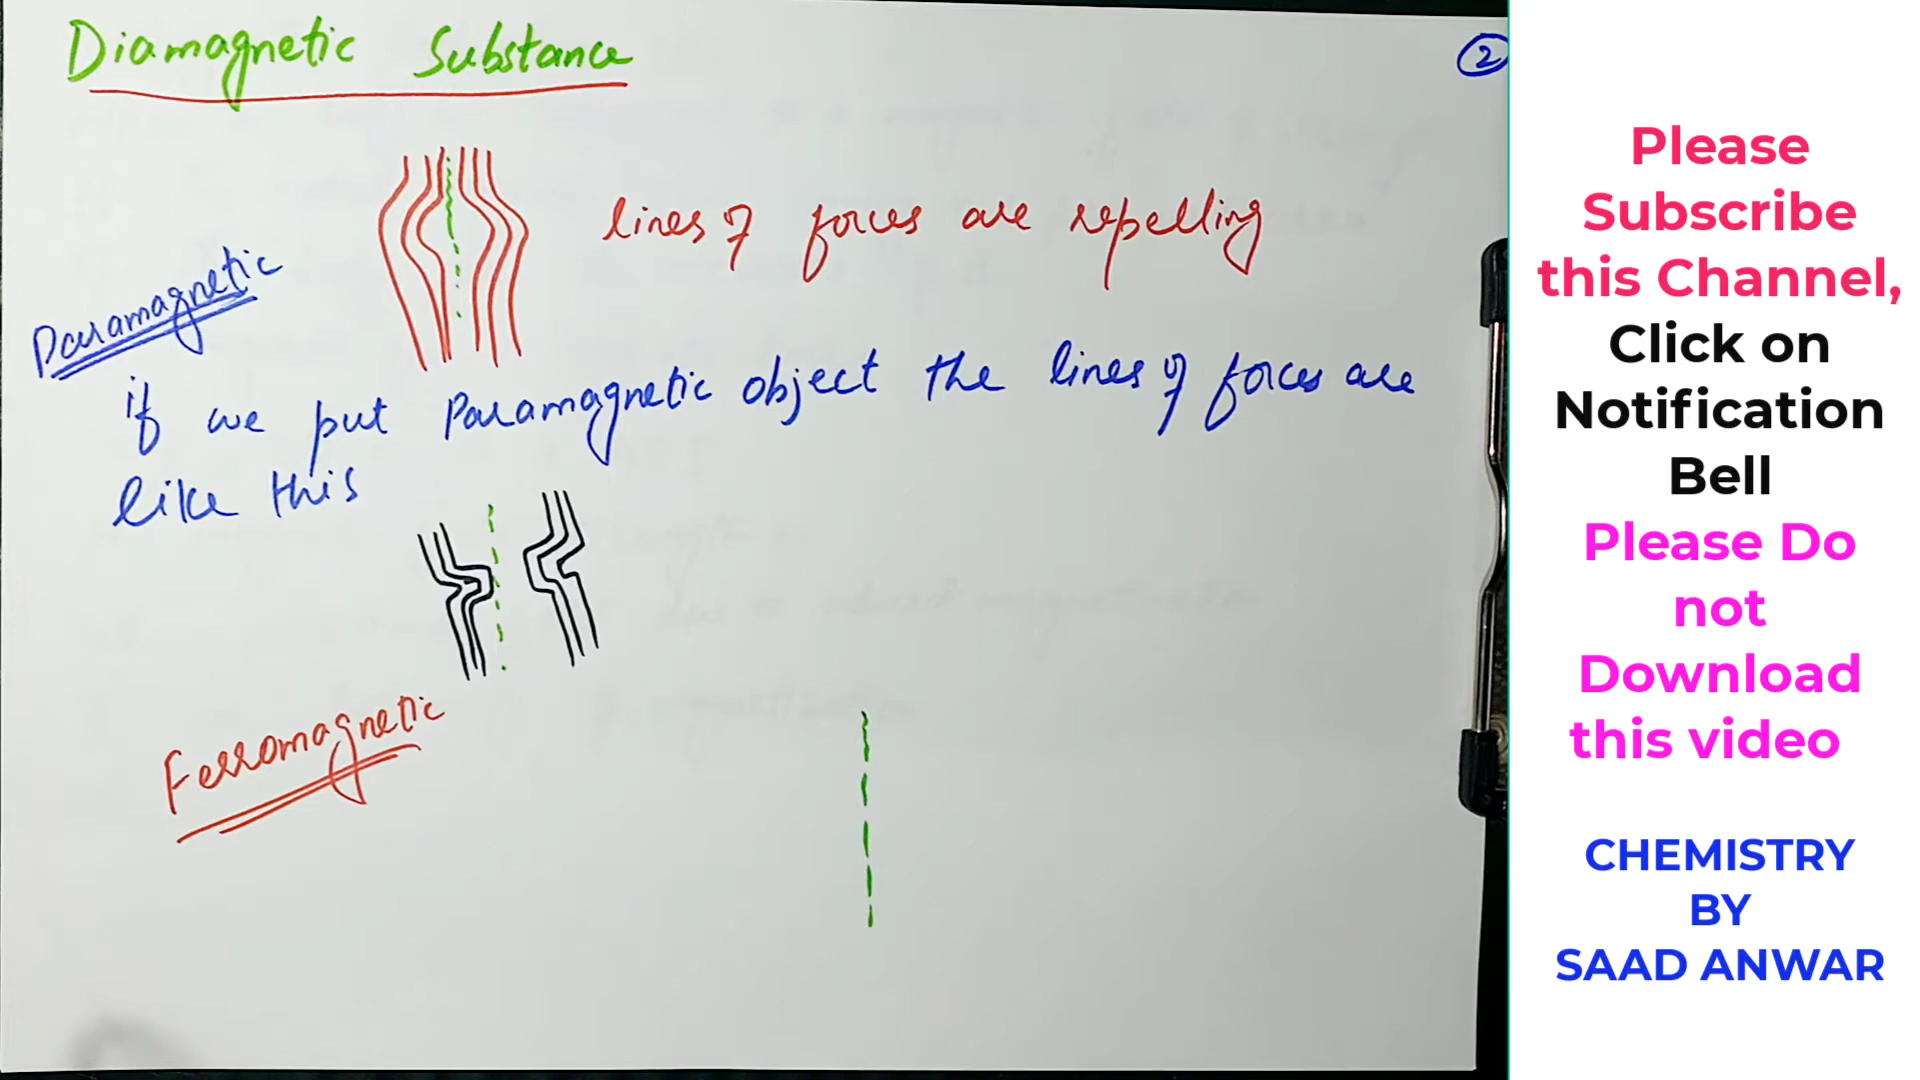 Diamagnetic Substance
2
lines of forces are repelling
Paramagnetic
if we put Paramagnetic object the lines of forces are
like this
Ferromagnetic
Please
Subscribe
this Channel,
Click on
Notification
Bell
Please Do
not
Download
this video
CHEMISTRY
BY
SAAD ANWAR